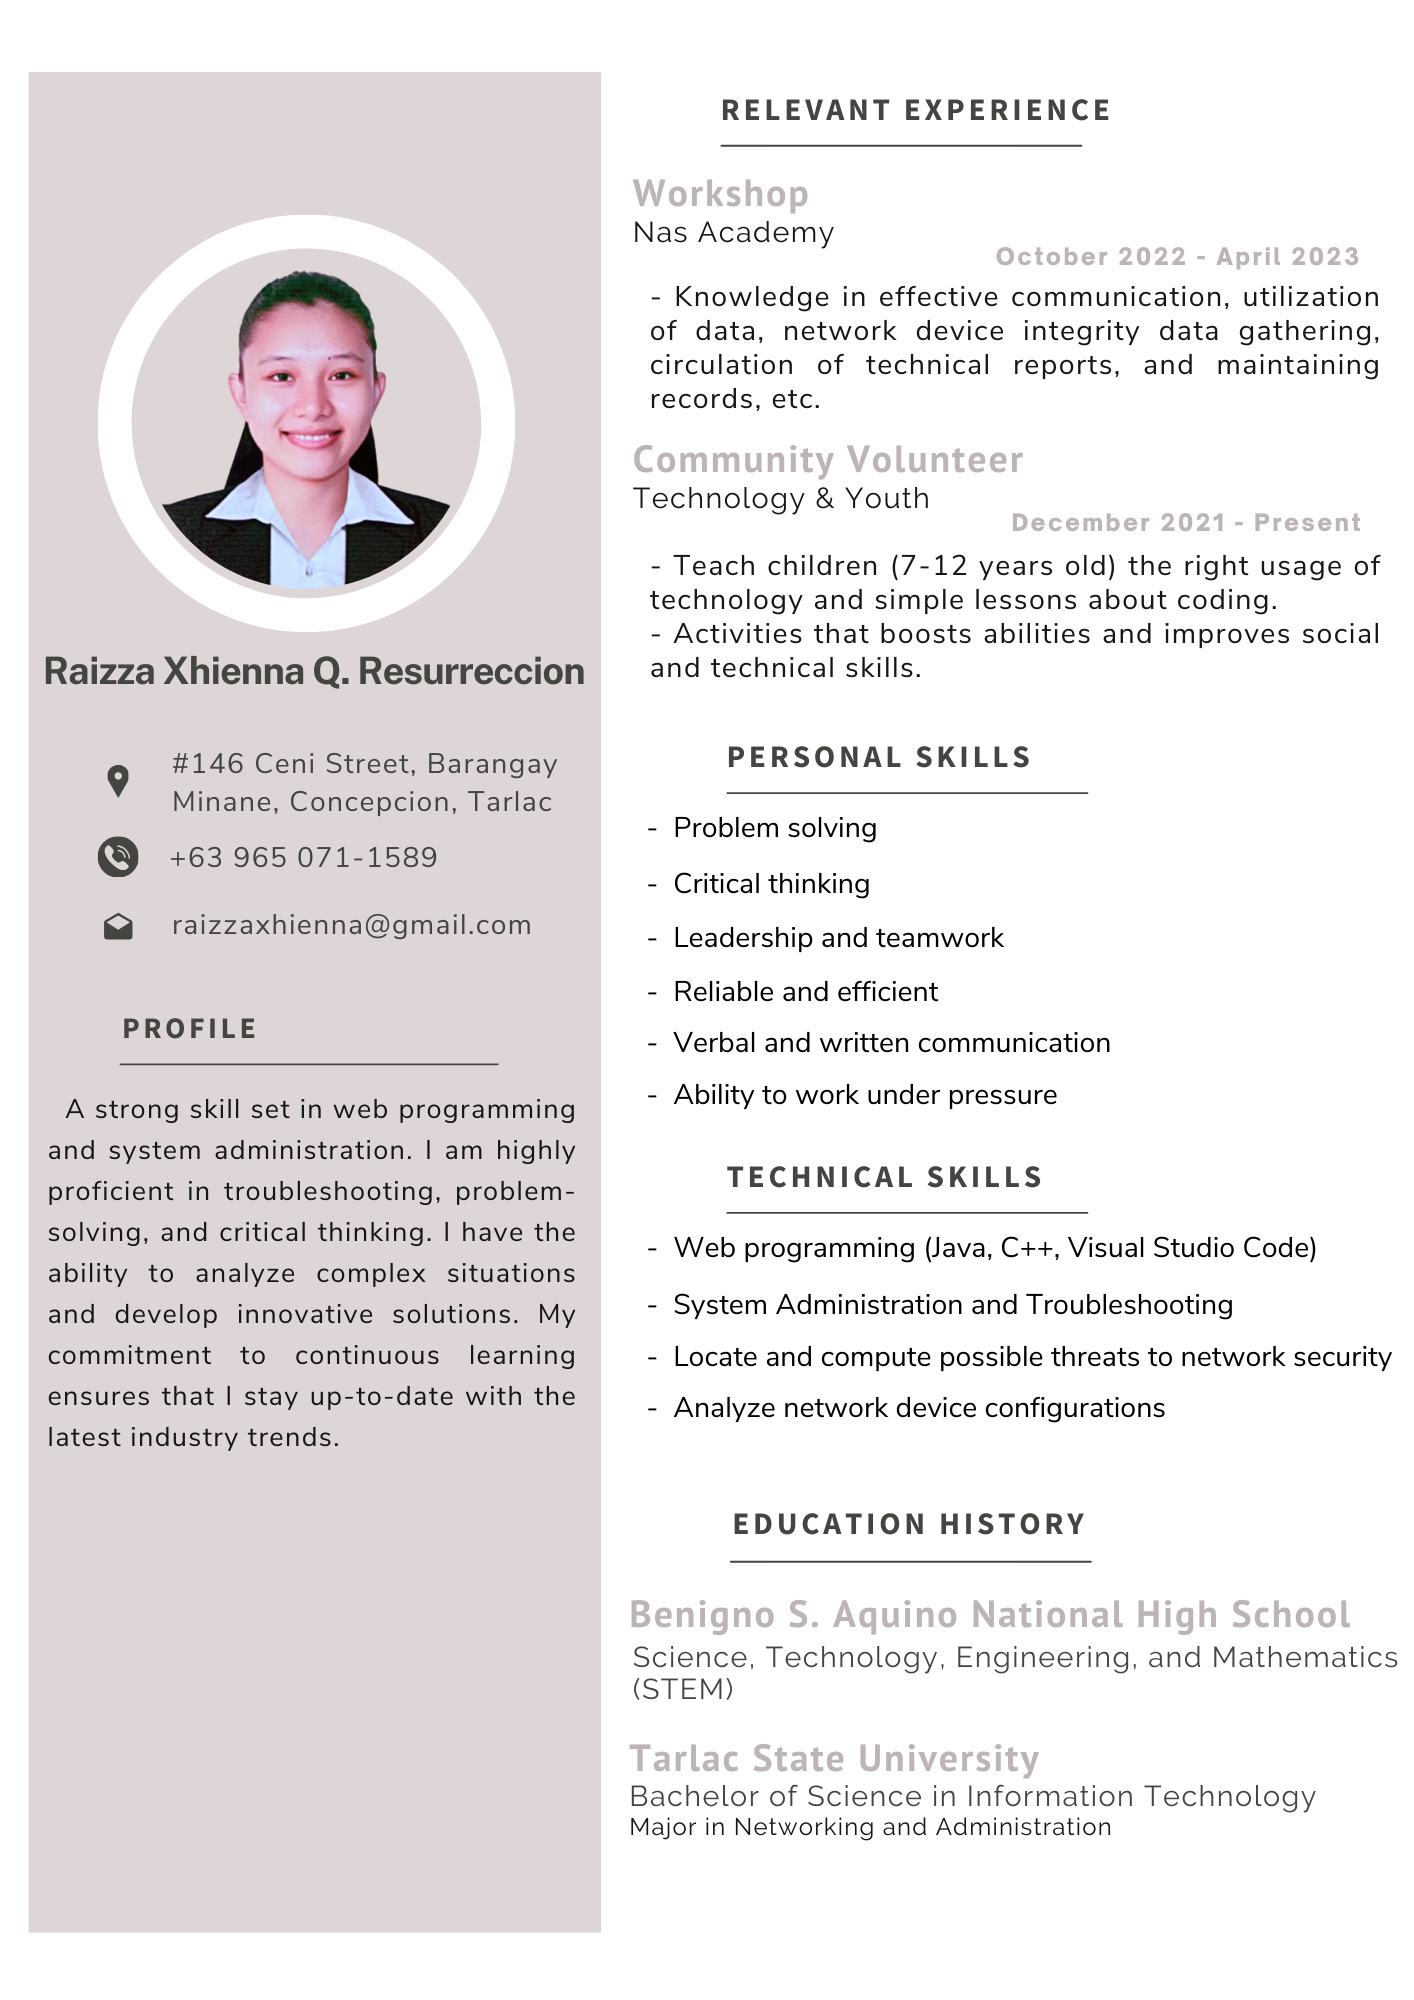 Raizza Xhienna Q. Resurreccion
#146 Ceni Street, Barangay
Minane, Concepcion, Tarlac
+63 965 071-1589
raizzaxhienna@gmail.com
PROFILE
A strong skill set in web programming
and system administration. I am highly
proficient in troubleshooting, problem-
solving, and critical thinking. I have the
ability to analyze complex situations
and develop innovative solutions. My
commitment to continuous learning
ensures that I stay up-to-date with the
latest industry trends.
RELEVANT EXPERIENCE
Workshop
Nas Academy
October 2022 - April 2023
- Knowledge in effective communication, utilization
of data, network device integrity data gathering,
circulation of technical reports, and maintaining
records, etc.
Community Volunteer
Technology & Youth
December 2021 - Present
- Teach children (7-12 years old) the right usage of
technology and simple lessons about coding.
- Activities that boosts abilities and improves social
and technical skills.
PERSONAL SKILLS
- Problem solving
- Critical thinking
- Leadership and teamwork
- Reliable and efficient
- Verbal and written communication
- Ability to work under pressure
TECHNICAL SKILLS
- Web programming (Java, C++, Visual Studio Code)
- System Administration and Troubleshooting
- Locate and compute possible threats to network security
- Analyze network device configurations
EDUCATION HISTORY
Benigno S. Aquino National High School
Science, Technology, Engineering, and Mathematics
(STEM)
Tarlac State University
Bachelor of Science in Information Technology
Major in Networking and Administration